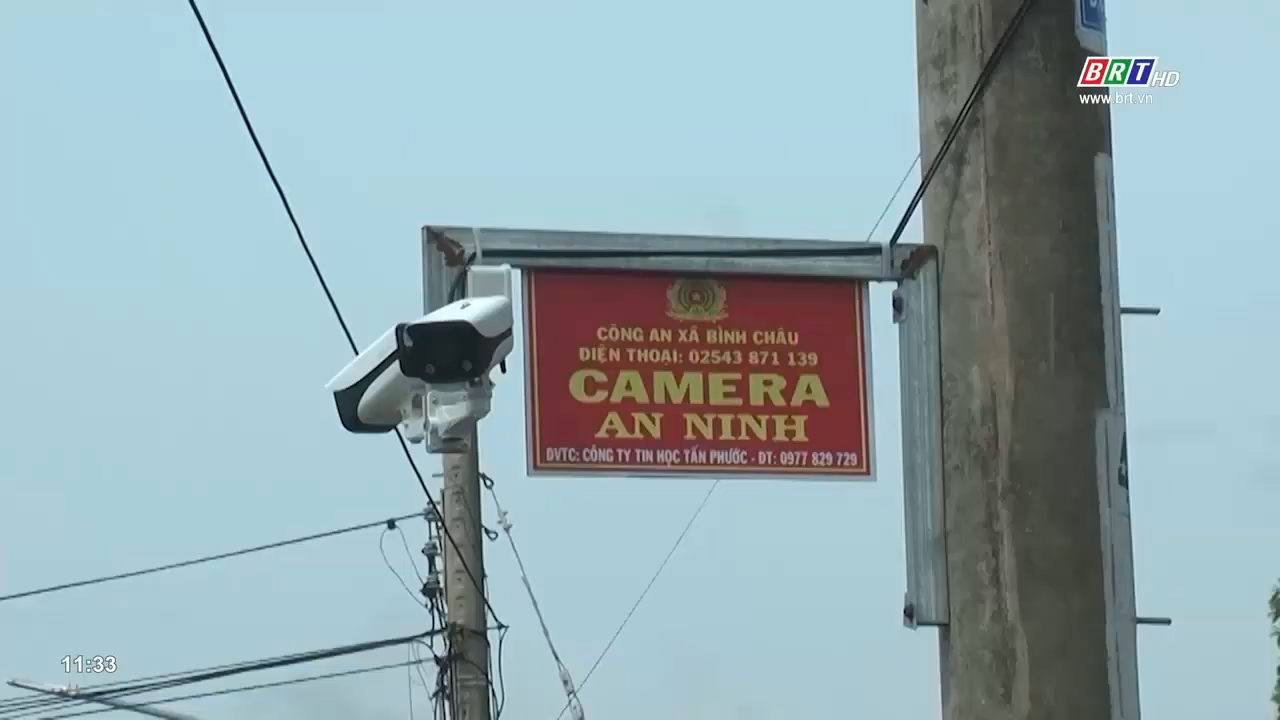 BRT HD
www.brt.vn
CÔNG AN XÃ BÌNH CHÂU
ĐIỆN THOẠI: 02543 871 139
CAMERA
AN NINH
DVTC: CÔNG TY TIN HỌC TẤN PHƯỚC - ĐT: 0977 829 729
11:33